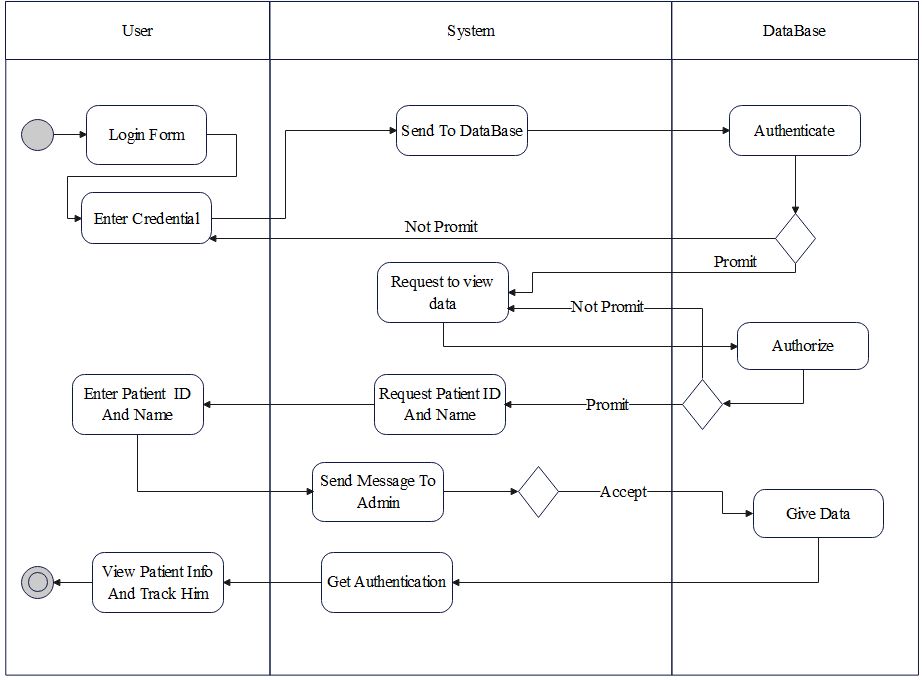 User
System
DataBase
Login Form
Send To DataBase
Authenticate
Enter Credential
Not Promit
Promit
Request to view
data
Not Promit
Authorize
Enter Patient ID
And Name
Request Patient ID
And Name
Promit
Send Message To
Admin
Accept
Give Data
View Patient Info
And Track Him
Get Authentication